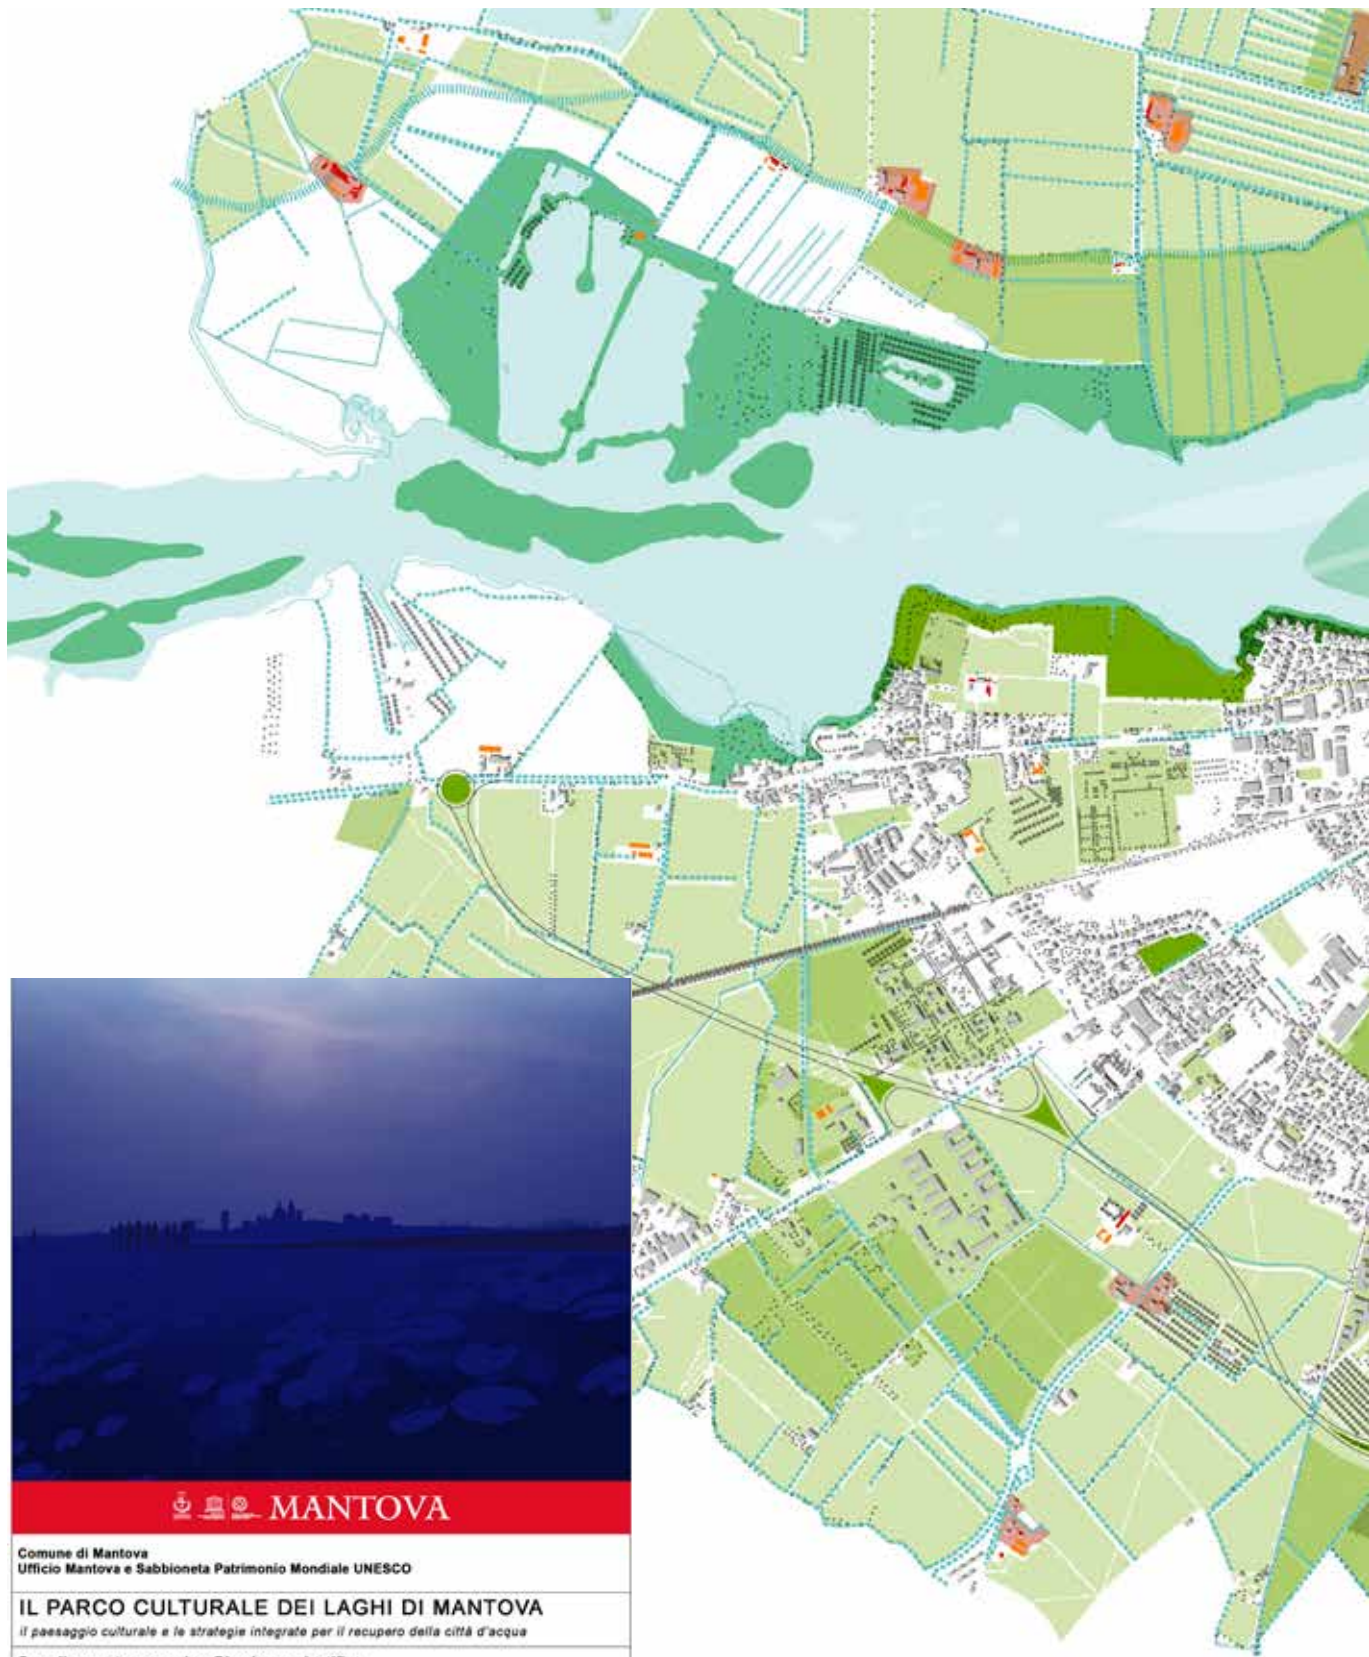 MANTOVA
Comune di Mantova
Ufficio Mantova e Sabbioneta Patrimonio Mondiale UNESCO
IL PARCO CULTURALE DEI LAGHI DI MANTOVA
il paesaggio culturale e le strategie integrate per il recupero della città d'acqua